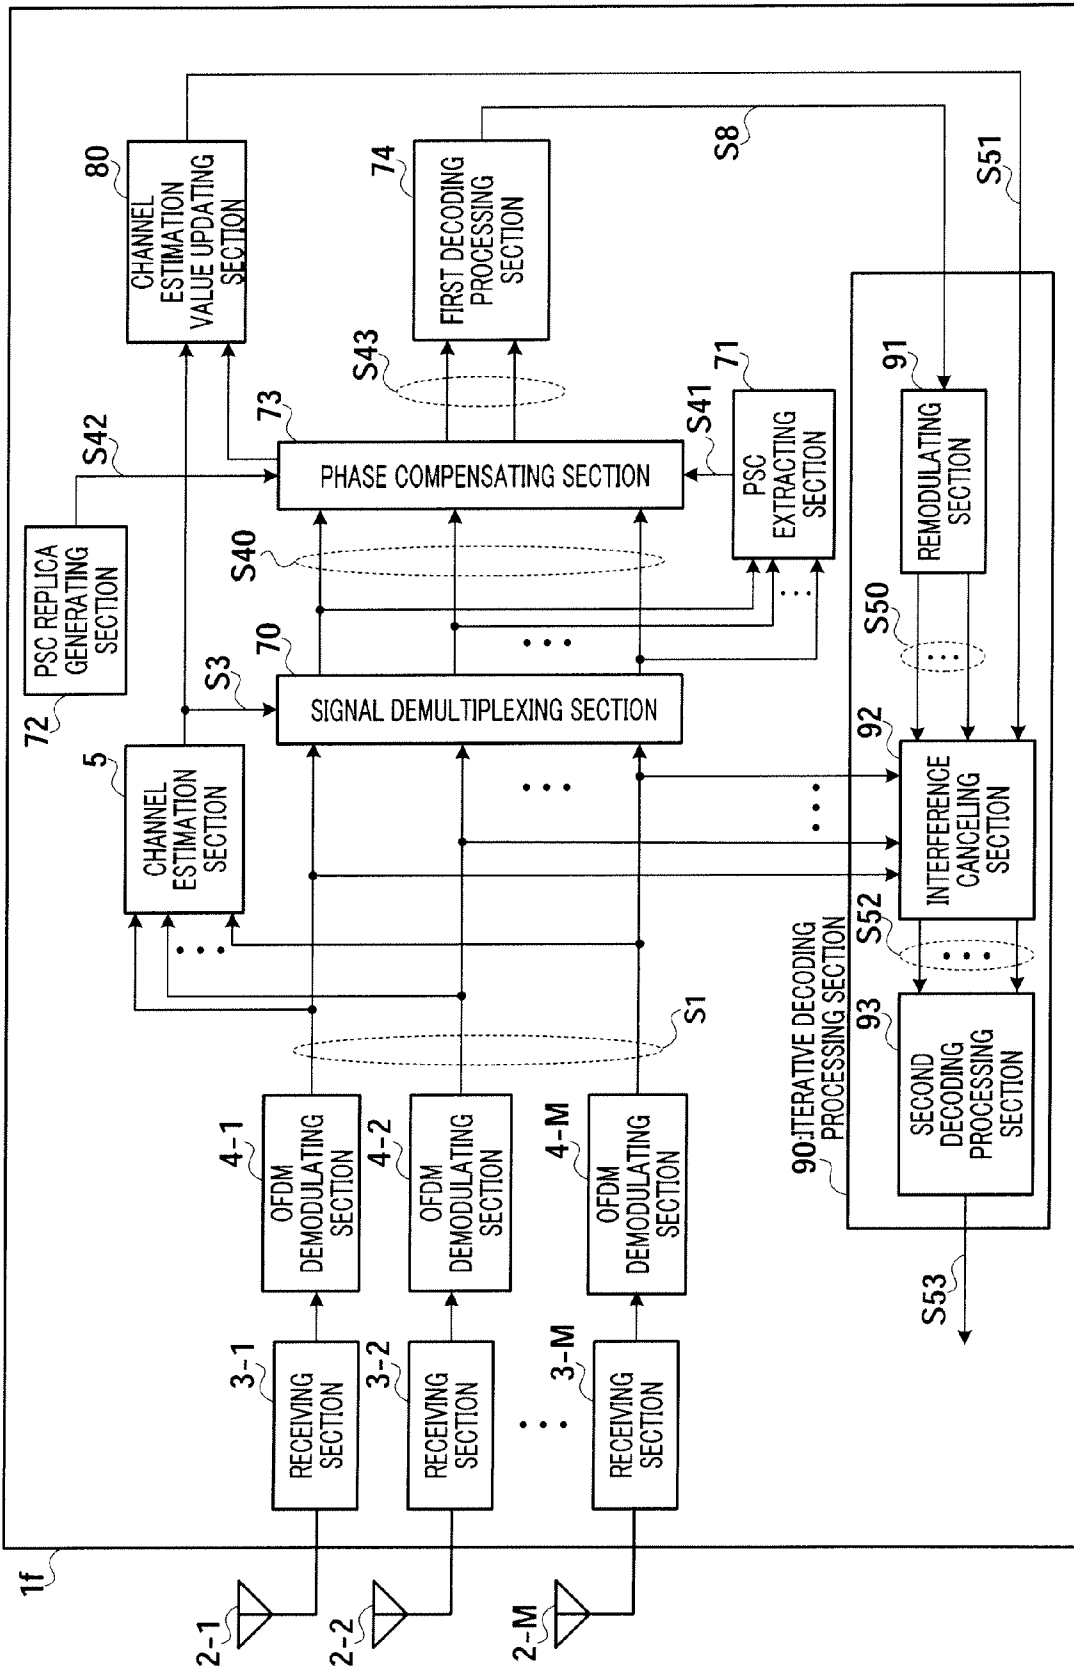 1f
2-1
2-2
2-M
3-1
RECEIVING
SECTION
3-2
RECEIVING
SECTION
3-M
RECEIVING
SECTION
4-1
OFDM
DEMODULATING
SECTION
4-2
OFDM
DEMODULATING
SECTION
4-M
OFDM
DEMODULATING
SECTION
S1
5
CHANNEL
ESTIMATION
SECTION
S3
70
SIGNAL DEMULTIPLEXING SECTION
72
PSC REPLICA
GENERATING
SECTION
S42
S40
73
PHASE COMPENSATING SECTION
S41
71
PSC
EXTRACTING
SECTION
S43
80
CHANNEL
ESTIMATION
VALUE UPDATING
SECTION
74
FIRST DECODING
PROCESSING
SECTION
S8
S51
90:ITERATIVE DECODING
PROCESSING SECTION
91
REMODULATING
SECTION
S50
92
INTERFERENCE
CANCELING
SECTION
S52
93
SECOND
DECODING
PROCESSING
SECTION
S53